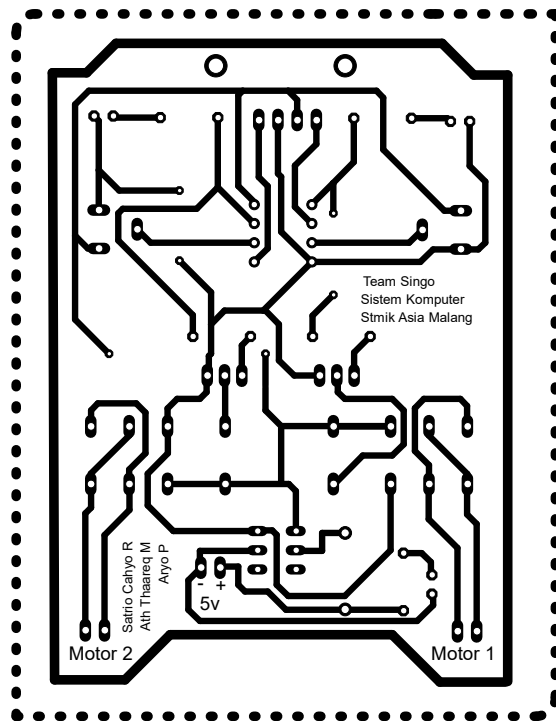 Team Singo
Sistem Komputer
Stmik Asia Malang
Satrio Cahyo R
Ath Thaareq M
Aryo P
- +
5v
Motor 2
Motor 1